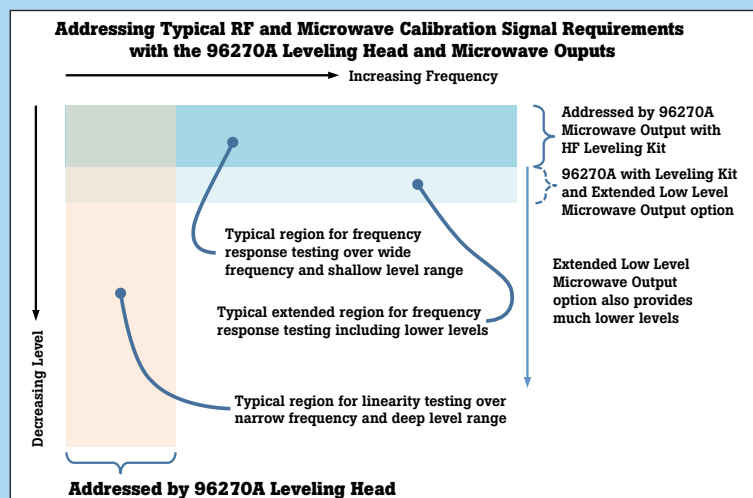 Addressing Typical RF and Microwave Calibration Signal Requirements
with the 96270A Leveling Head and Microwave Ouputs
Increasing Frequency
Decreasing Level
Addressed by 96270A
Microwave Output with
HF Leveling Kit
96270A with Leveling Kit
and Extended Low Level
Microwave Output option
Typical region for frequency
response testing over wide
frequency and shallow level range
Extended Low Level
Microwave Output
option also provides
much lower levels
Typical extended region for frequency
response testing including lower levels
Typical region for linearity testing over
narrow frequency and deep level range
Addressed by 96270A Leveling Head